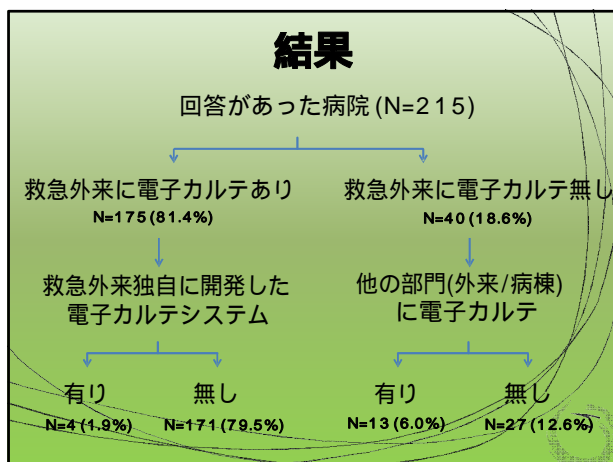 結果
回答があった病院(N=215)
救急外来に電子カルテあり
N=175(81.4%)
救急外来に電子カルテ無し
N=40(18.6%)
救急外来独自に開発した
電子カルテシステム
他の部門(外来/病棟)
に電子カルテ
有り
N=4(1.9%)
無し
N=171(79.5%)
有り
N=13(6.0%)
無し
N=27(12.6%)